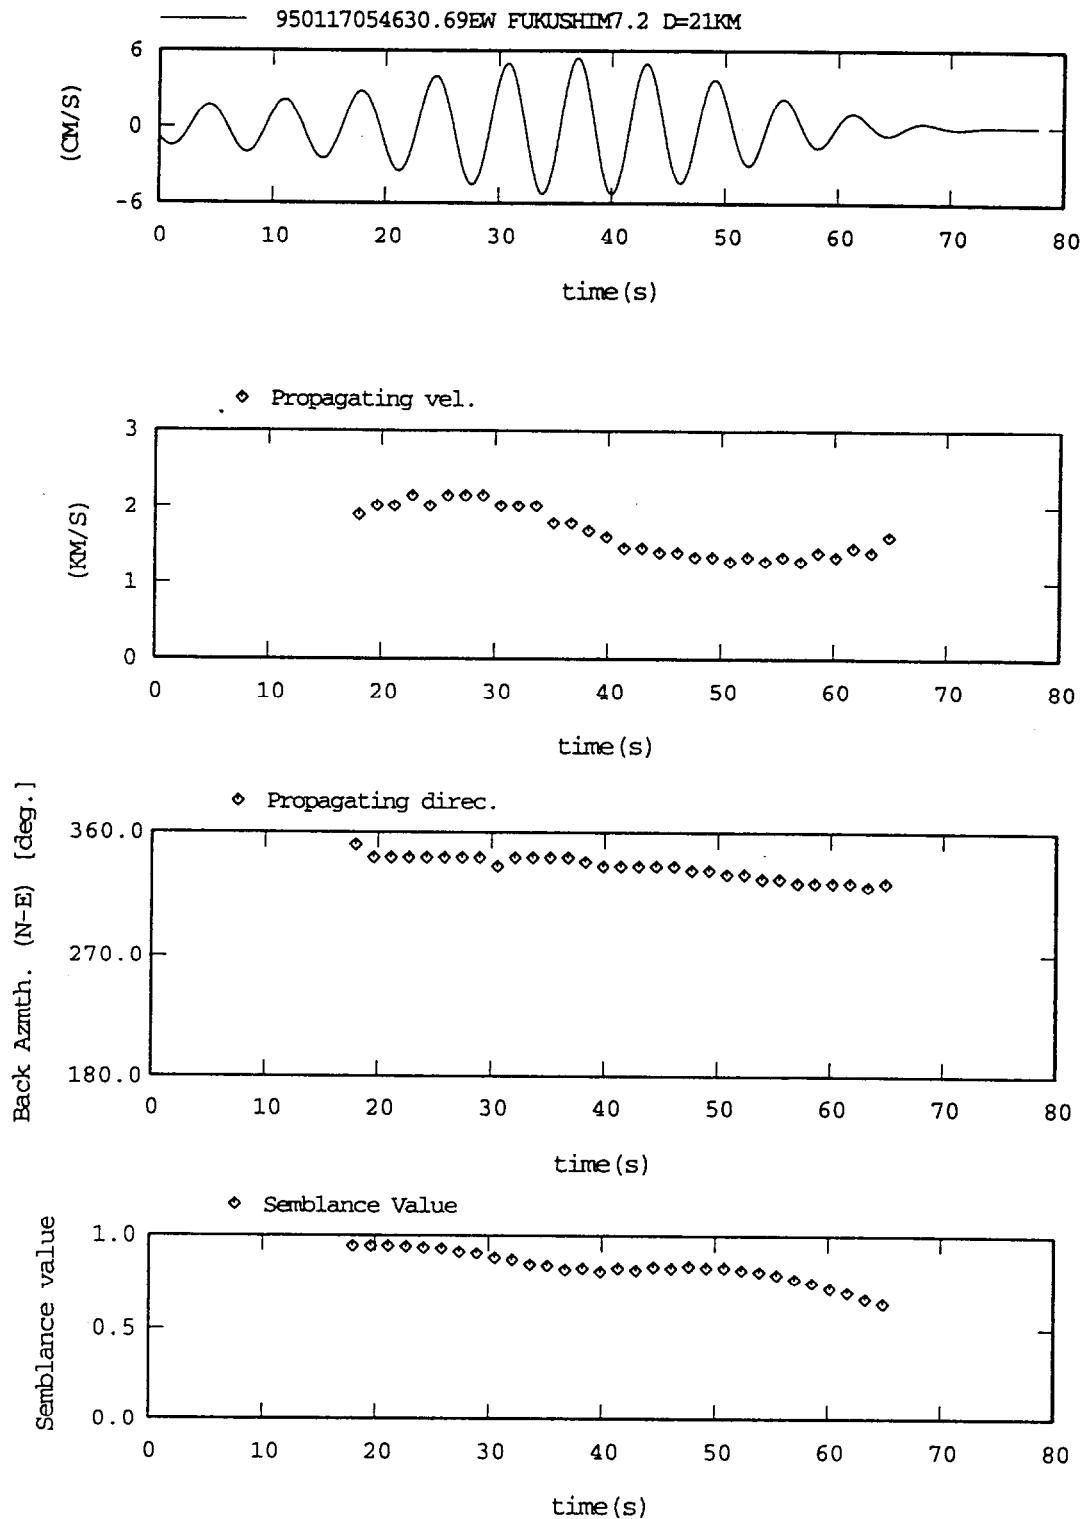 950117054630.69EW FUKUSHIM7.2 D=21KM
6
0
-6
(CM/S)
0 10 20 30 40 50 60 70 80
time(s)
Propagating vel.
3
2
1
0
(KM/S)
0 10 20 30 40 50 60 70 80
time(s)
Propagating direc.
360.0
270.0
180.0
Back Azmth. (N-E) [deg.]
0 10 20 30 40 50 60 70 80
time(s)
Semblance Value
1.0
0.5
0.0
Semblance value
0 10 20 30 40 50 60 70 80
time(s)